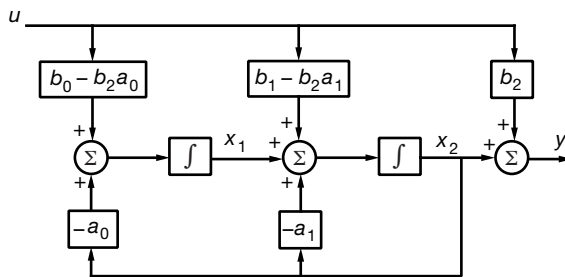 u
b₀ − b₂a₀
b₁ − b₂a₁
b₂
+
+
+
Σ
∫
x₁
+
Σ
∫
x₂
+
Σ
y
+
+
−a₀
−a₁